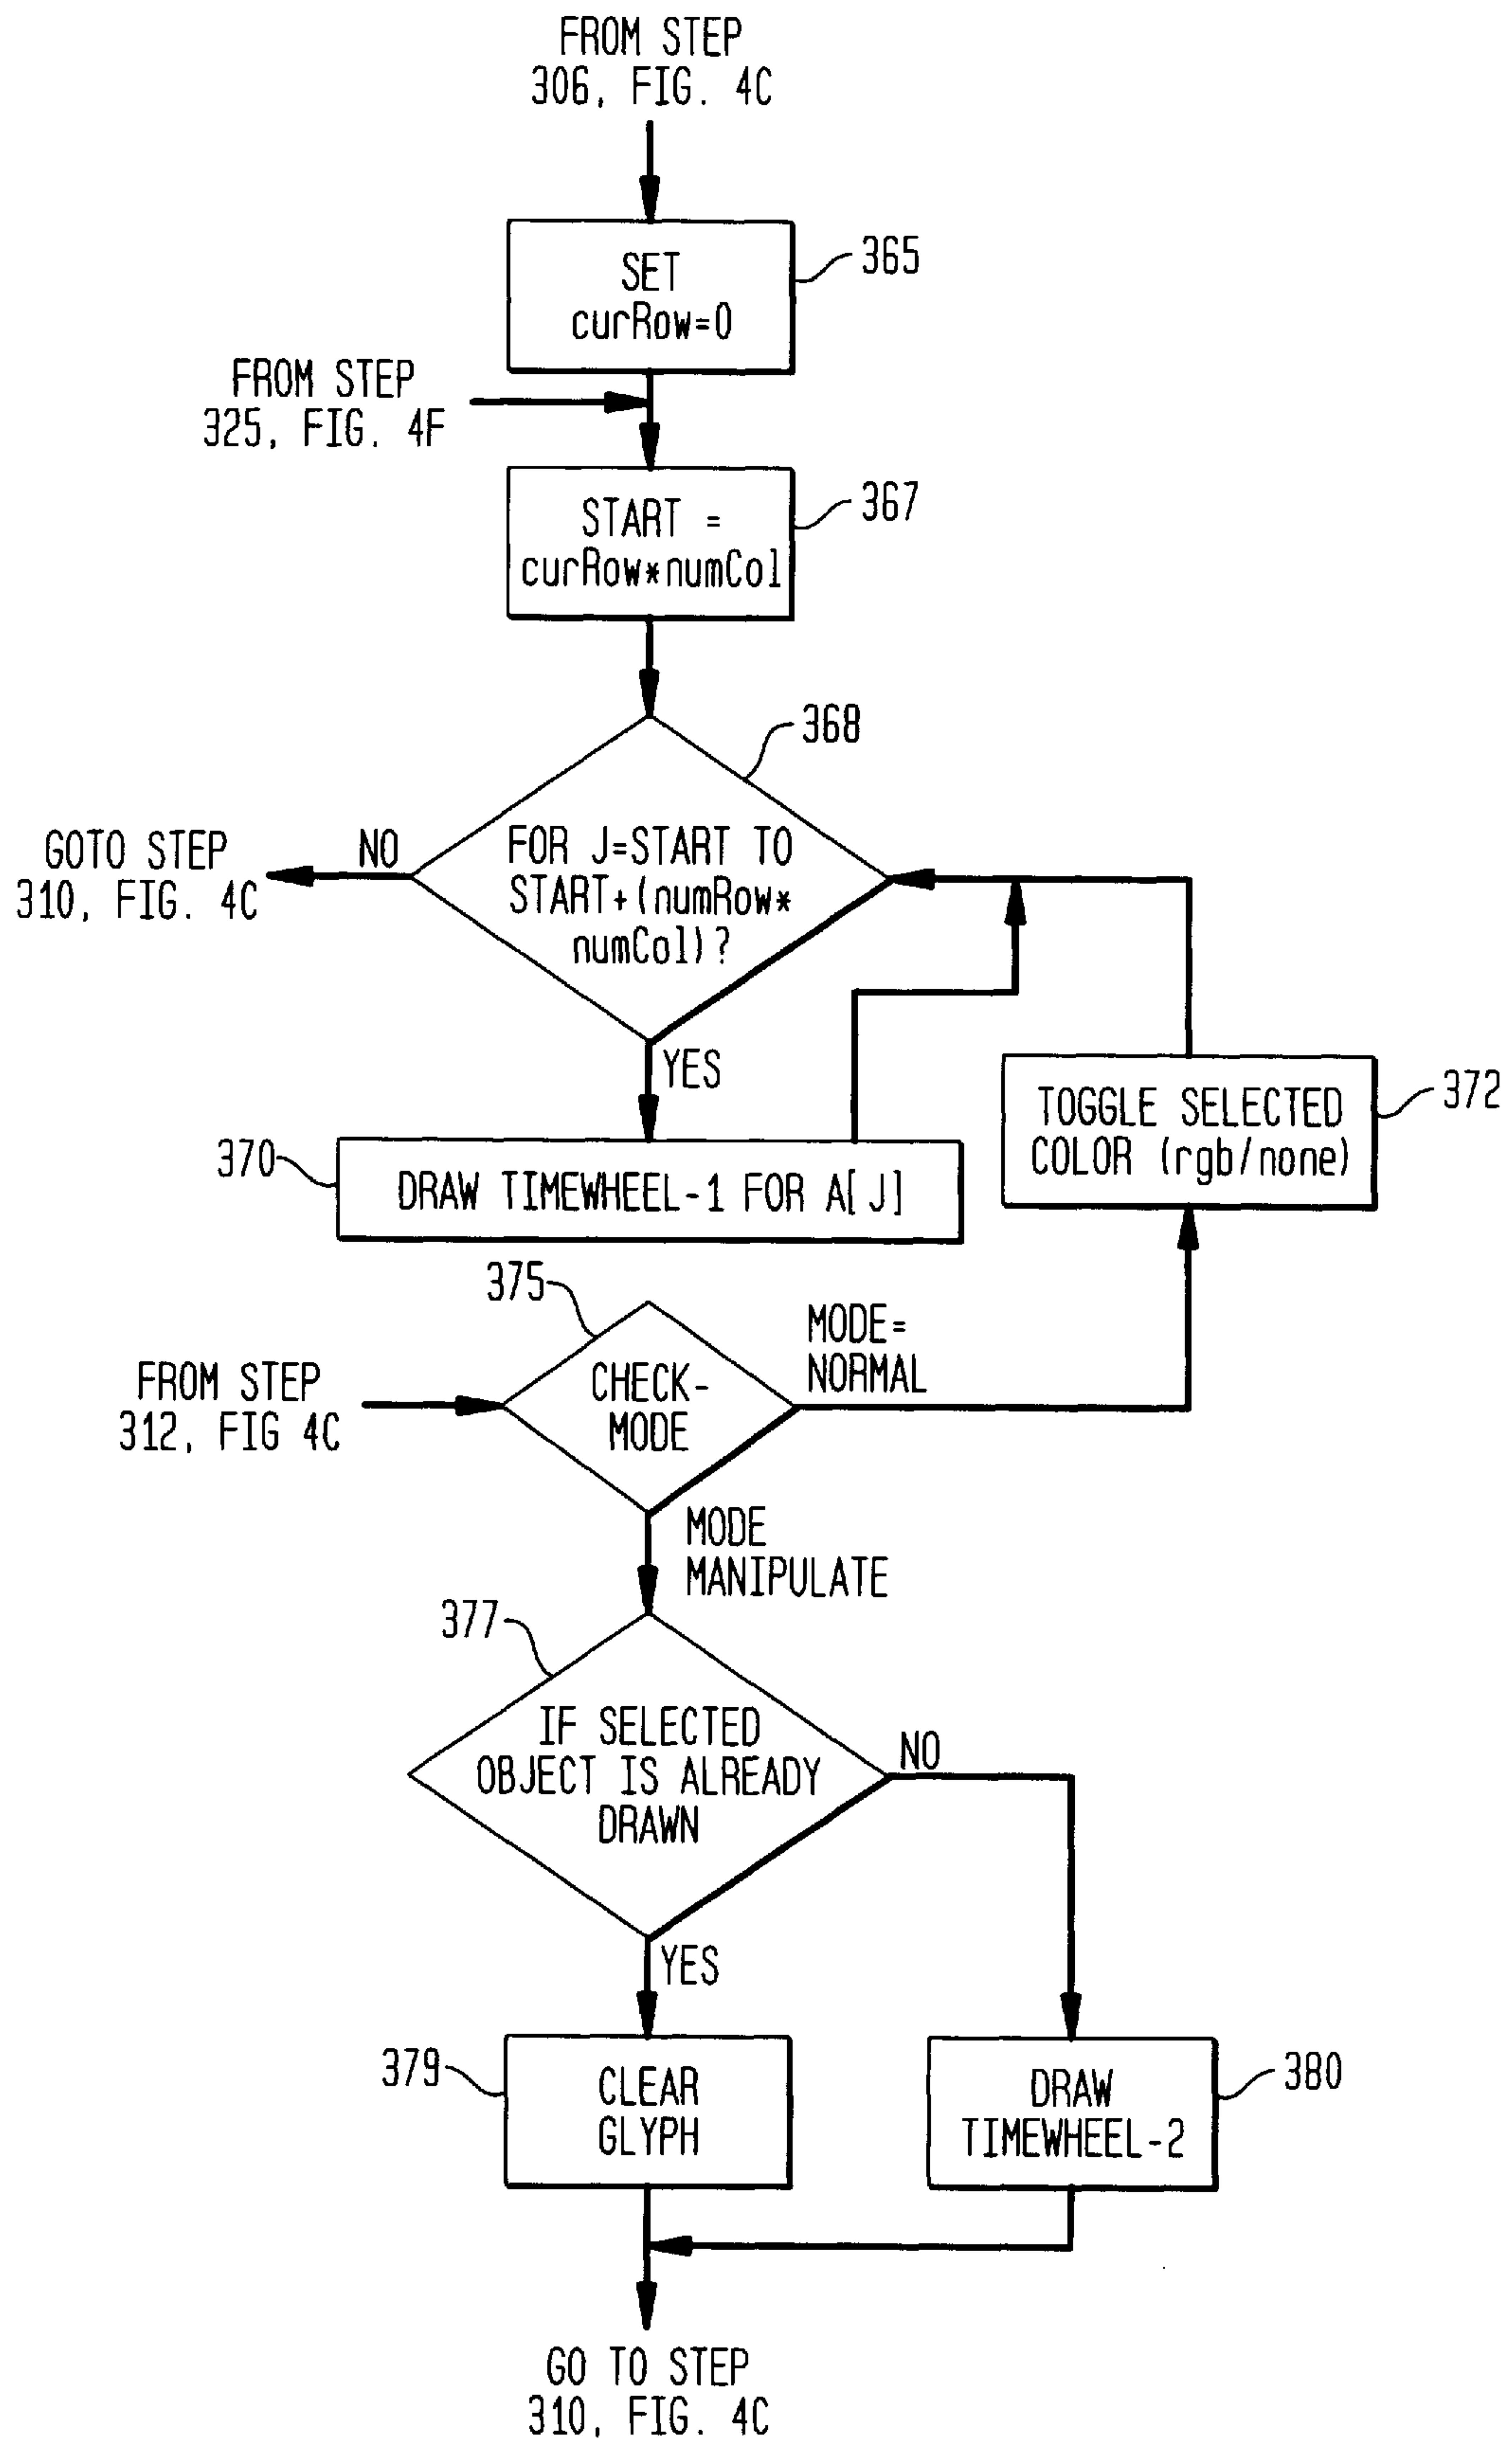 FROM STEP
306, FIG. 4C
SET
curRow=0
365
FROM STEP
325, FIG. 4F
START =
curRow*numCol
367
368
FOR J=START TO
START+(numRow*
numCol)?
NO
GOTO STEP
310, FIG. 4C
YES
370
DRAW TIMEWHEEL-1 FOR A[J]
TOGGLE SELECTED
COLOR (rgb/none)
372
375
CHECK-
MODE
MODE=
NORMAL
FROM STEP
312, FIG 4C
MODE
MANIPULATE
377
IF SELECTED
OBJECT IS ALREADY
DRAWN
NO
YES
379
CLEAR
GLYPH
DRAW
TIMEWHEEL-2
380
GO TO STEP
310, FIG. 4C